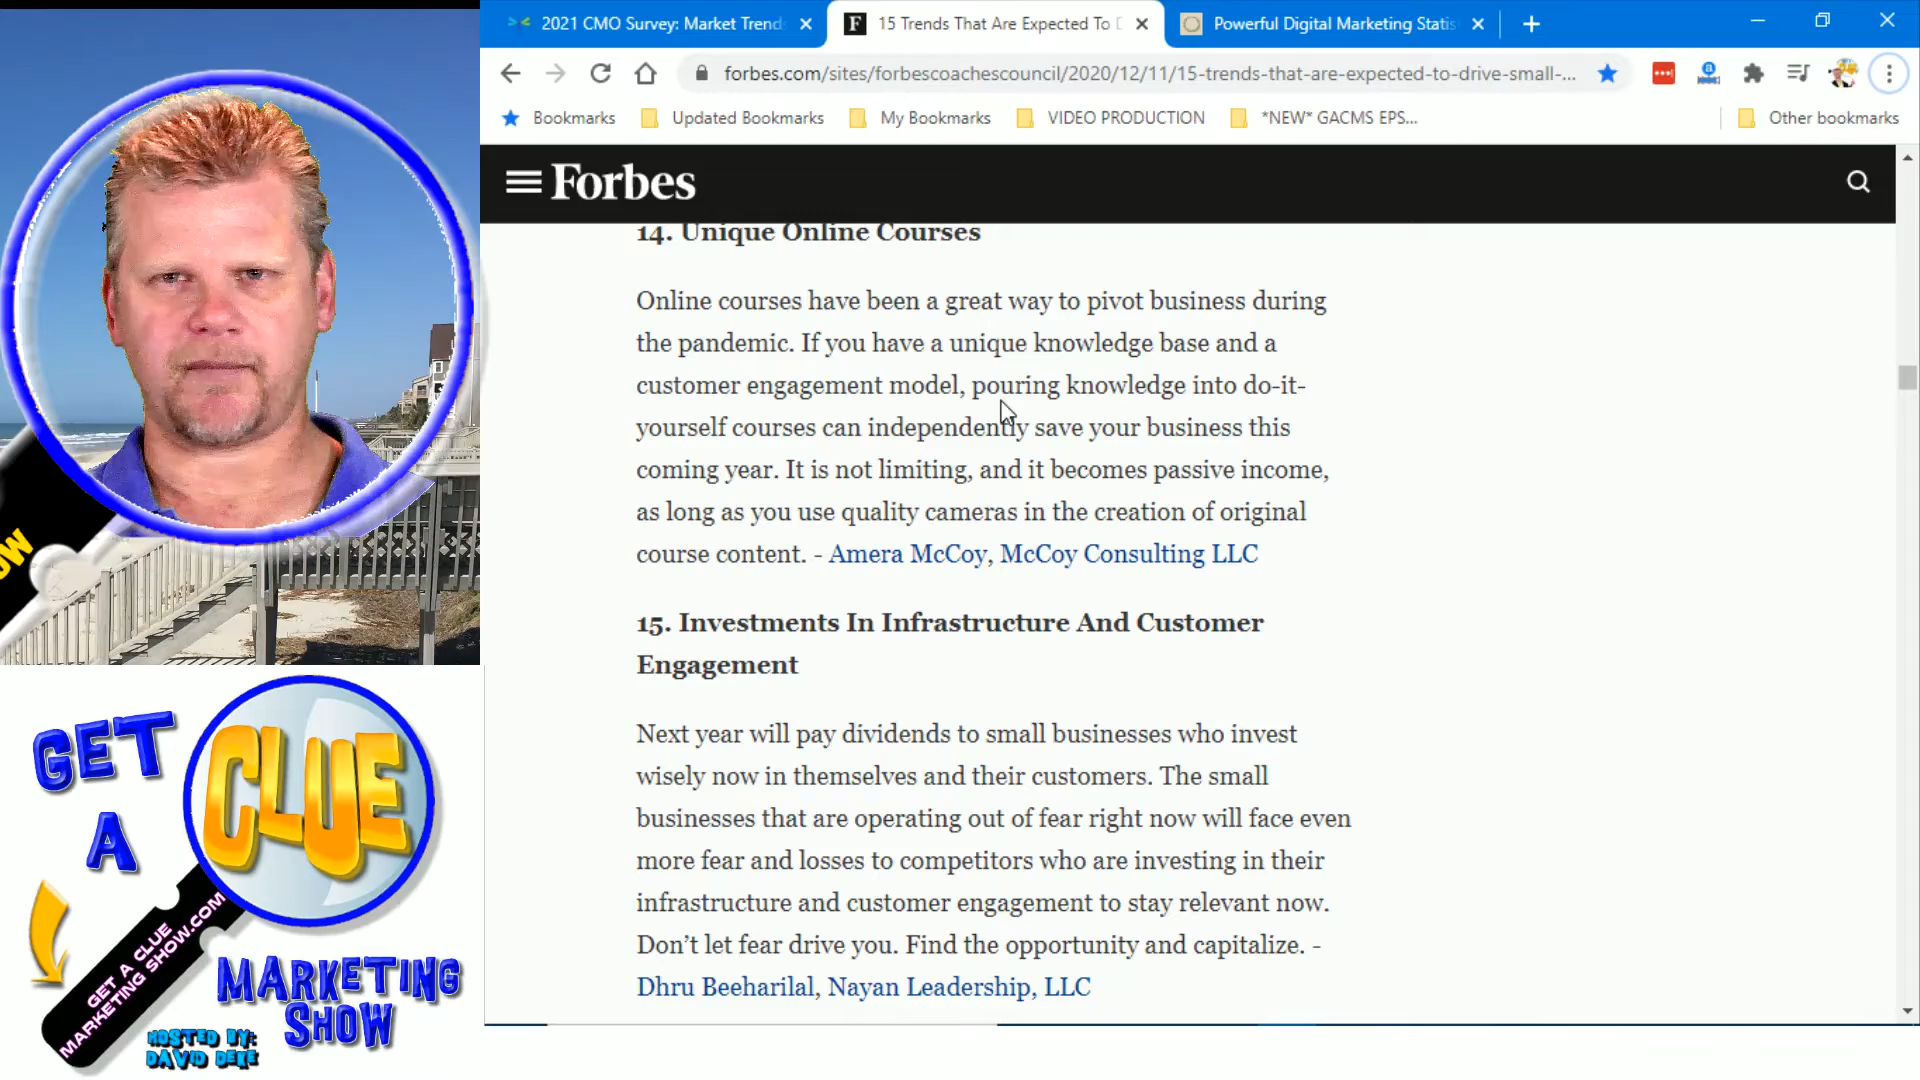 2021 CMO Survey: Market Trend
15 Trends That Are Expected To D
Powerful Digital Marketing Statis
forbes.com/sites/forbescoachescouncil/2020/12/11/15-trends-that-are-expected-to-drive-small-...
Bookmarks
Updated Bookmarks
My Bookmarks
VIDEO PRODUCTION
*NEW* GACMS EPS...
Other bookmarks
Forbes
14. Unique Online Courses
Online courses have been a great way to pivot business during
the pandemic. If you have a unique knowledge base and a
customer engagement model, pouring knowledge into do-it-
yourself courses can independently save your business this
coming year. It is not limiting, and it becomes passive income,
as long as you use quality cameras in the creation of original
course content. - Amera McCoy, McCoy Consulting LLC
15. Investments In Infrastructure And Customer
Engagement
Next year will pay dividends to small businesses who invest
wisely now in themselves and their customers. The small
businesses that are operating out of fear right now will face even
more fear and losses to competitors who are investing in their
infrastructure and customer engagement to stay relevant now.
Don’t let fear drive you. Find the opportunity and capitalize. -
Dhru Beeharilal, Nayan Leadership, LLC
OW
GET
A
CLUE
GET A CLUE
MARKETING SHOW.COM
MARKETING
SHOW
HOSTED BY:
DAVID DEKE